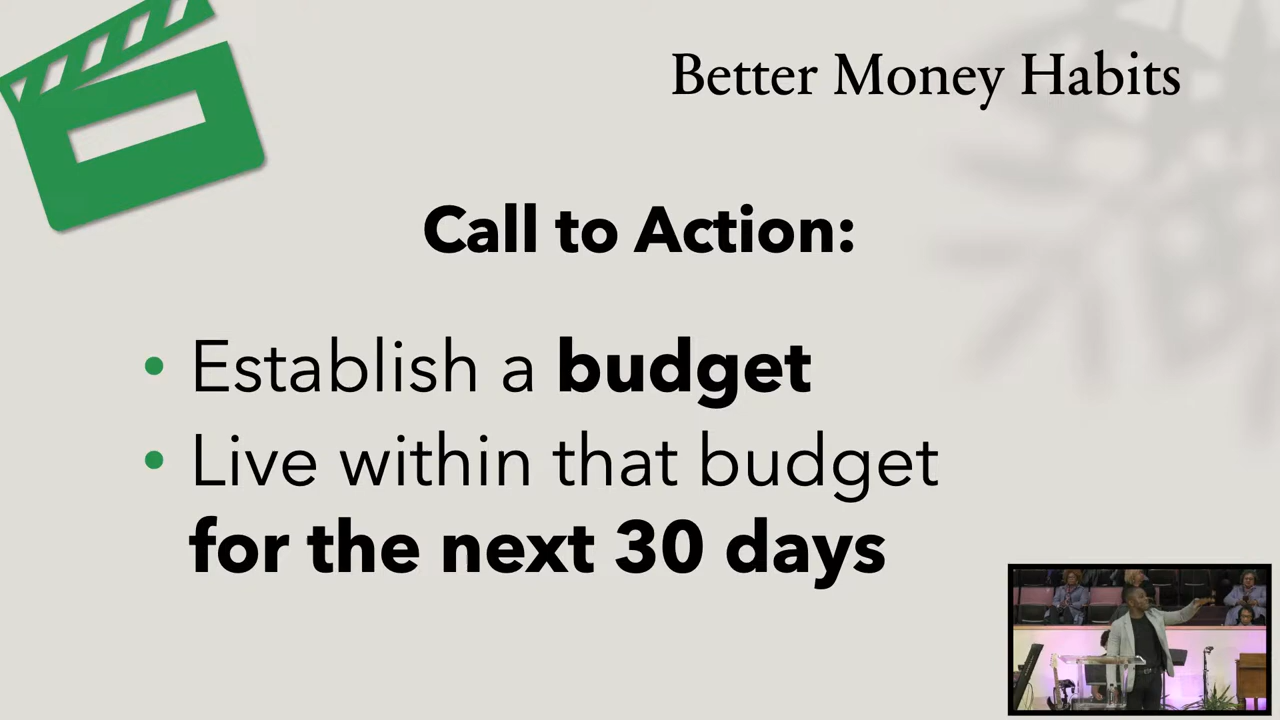 Better Money Habits
Call to Action:
• Establish a budget
• Live within that budget
for the next 30 days